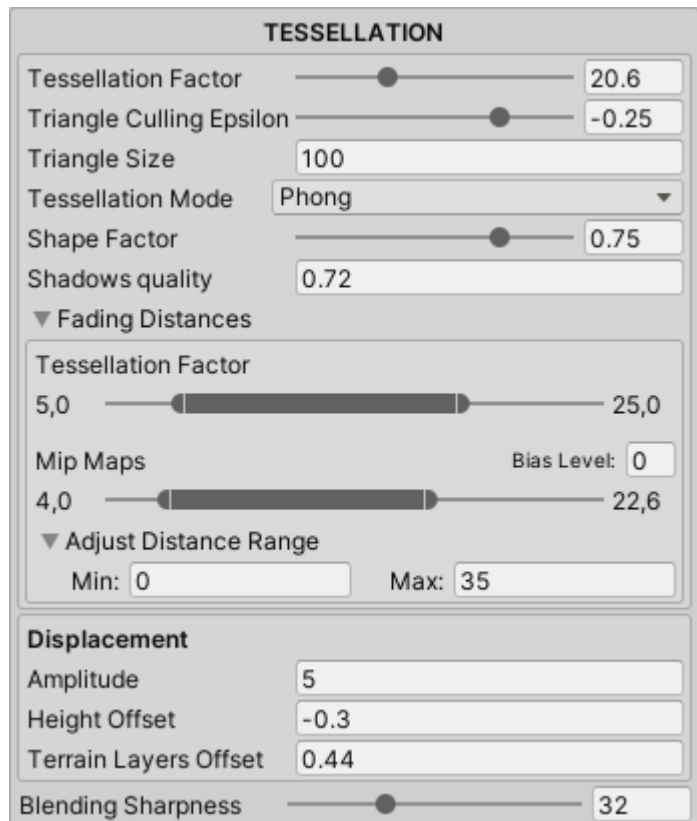 TESSELLATION
Tessellation Factor 20.6
Triangle Culling Epsilon -0.25
Triangle Size 100
Tessellation Mode Phong
Shape Factor 0.75
Shadows quality 0.72
Fading Distances
Tessellation Factor
5,0 25,0
Mip Maps Bias Level: 0
4,0 22,6
Adjust Distance Range
Min: 0 Max: 35
Displacement
Amplitude 5
Height Offset -0.3
Terrain Layers Offset 0.44
Blending Sharpness 32